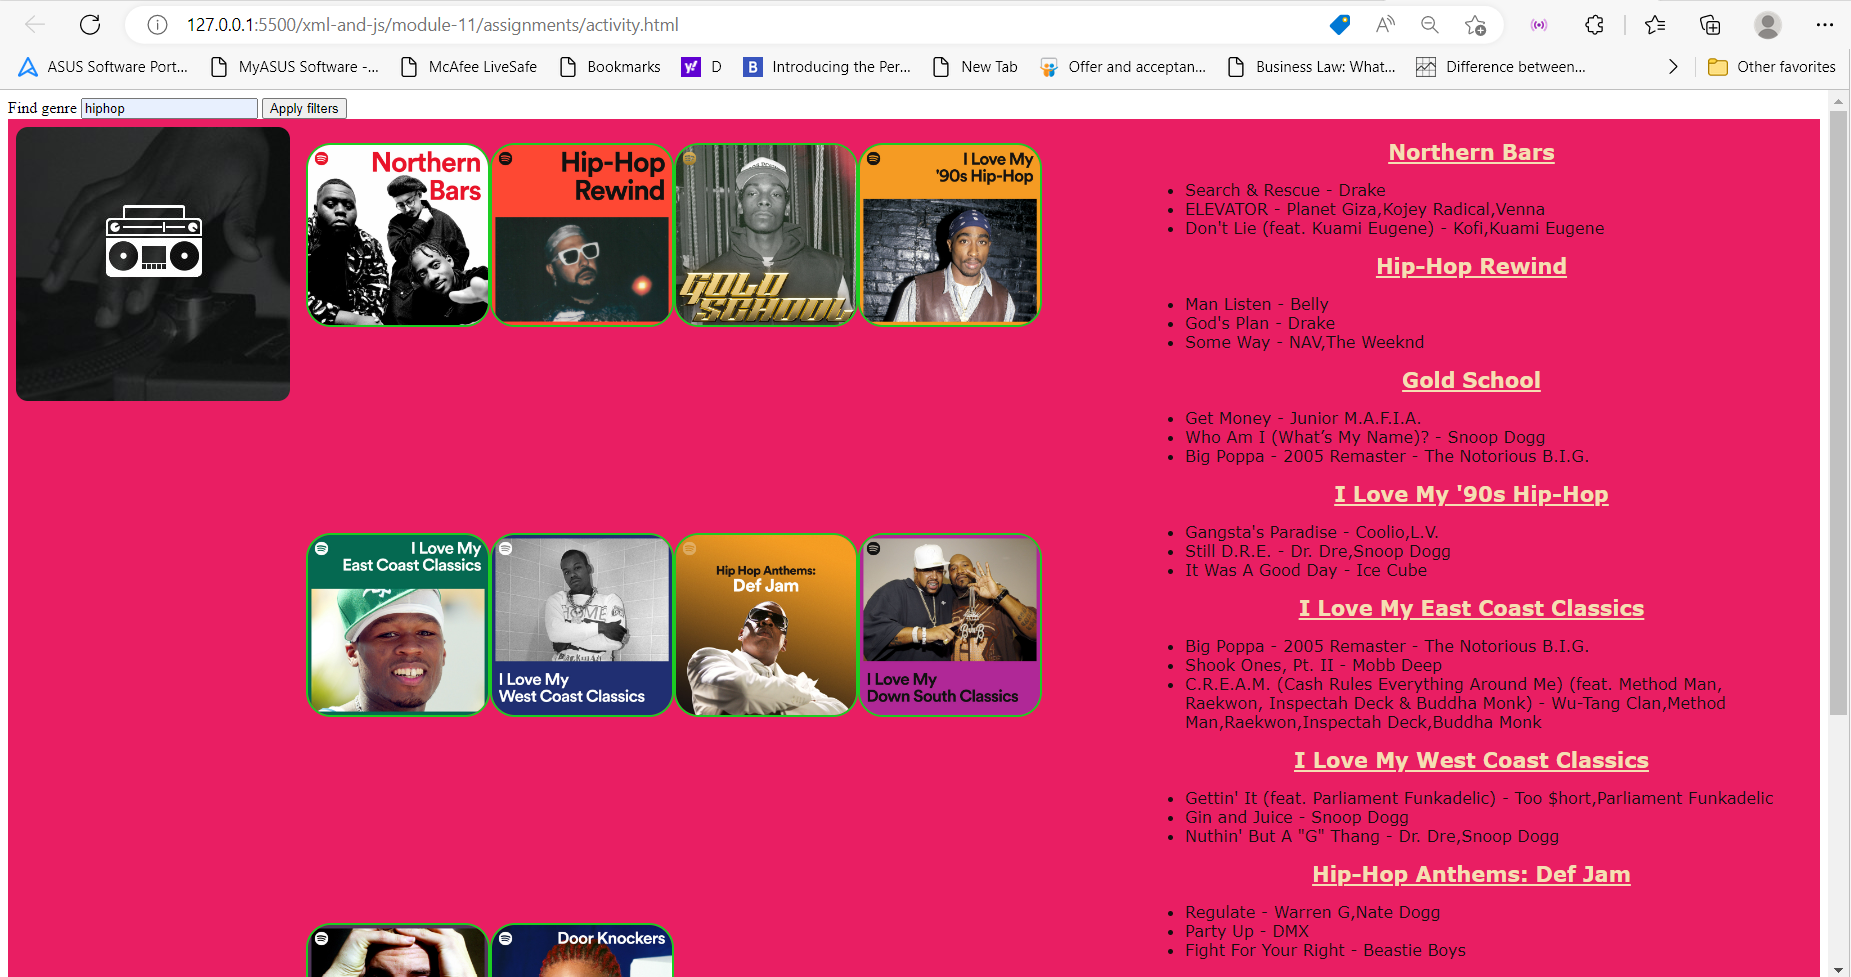 127.0.0.1:5500/xml-and-js/module-11/assignments/activity.html
ASUS Software Port...
MyASUS Software -...
McAfee LiveSafe
Bookmarks
D
Introducing the Per...
New Tab
Offer and acceptan...
Business Law: What...
Difference between...
Other favorites
Find genre
hiphop
Apply filters
Northern
Bars
Hip-Hop
Rewind
GOLD
SCHOOL
I Love My
'90s Hip-Hop
I Love My
East Coast Classics
I Love My
West Coast Classics
Hip Hop Anthems:
Def Jam
I Love My
Down South Classics
Door Knockers
Northern Bars
Search & Rescue - Drake
ELEVATOR - Planet Giza,Kojey Radical,Venna
Don't Lie (feat. Kuami Eugene) - Kofi,Kuami Eugene
Hip-Hop Rewind
Man Listen - Belly
God's Plan - Drake
Some Way - NAV,The Weeknd
Gold School
Get Money - Junior M.A.F.I.A.
Who Am I (What’s My Name)? - Snoop Dogg
Big Poppa - 2005 Remaster - The Notorious B.I.G.
I Love My '90s Hip-Hop
Gangsta's Paradise - Coolio,L.V.
Still D.R.E. - Dr. Dre,Snoop Dogg
It Was A Good Day - Ice Cube
I Love My East Coast Classics
Big Poppa - 2005 Remaster - The Notorious B.I.G.
Shook Ones, Pt. II - Mobb Deep
C.R.E.A.M. (Cash Rules Everything Around Me) (feat. Method Man,
Raekwon, Inspectah Deck & Buddha Monk) - Wu-Tang Clan,Method
Man,Raekwon,Inspectah Deck,Buddha Monk
I Love My West Coast Classics
Gettin' It (feat. Parliament Funkadelic) - Too $hort,Parliament Funkadelic
Gin and Juice - Snoop Dogg
Nuthin' But A "G" Thang - Dr. Dre,Snoop Dogg
Hip-Hop Anthems: Def Jam
Regulate - Warren G,Nate Dogg
Party Up - DMX
Fight For Your Right - Beastie Boys